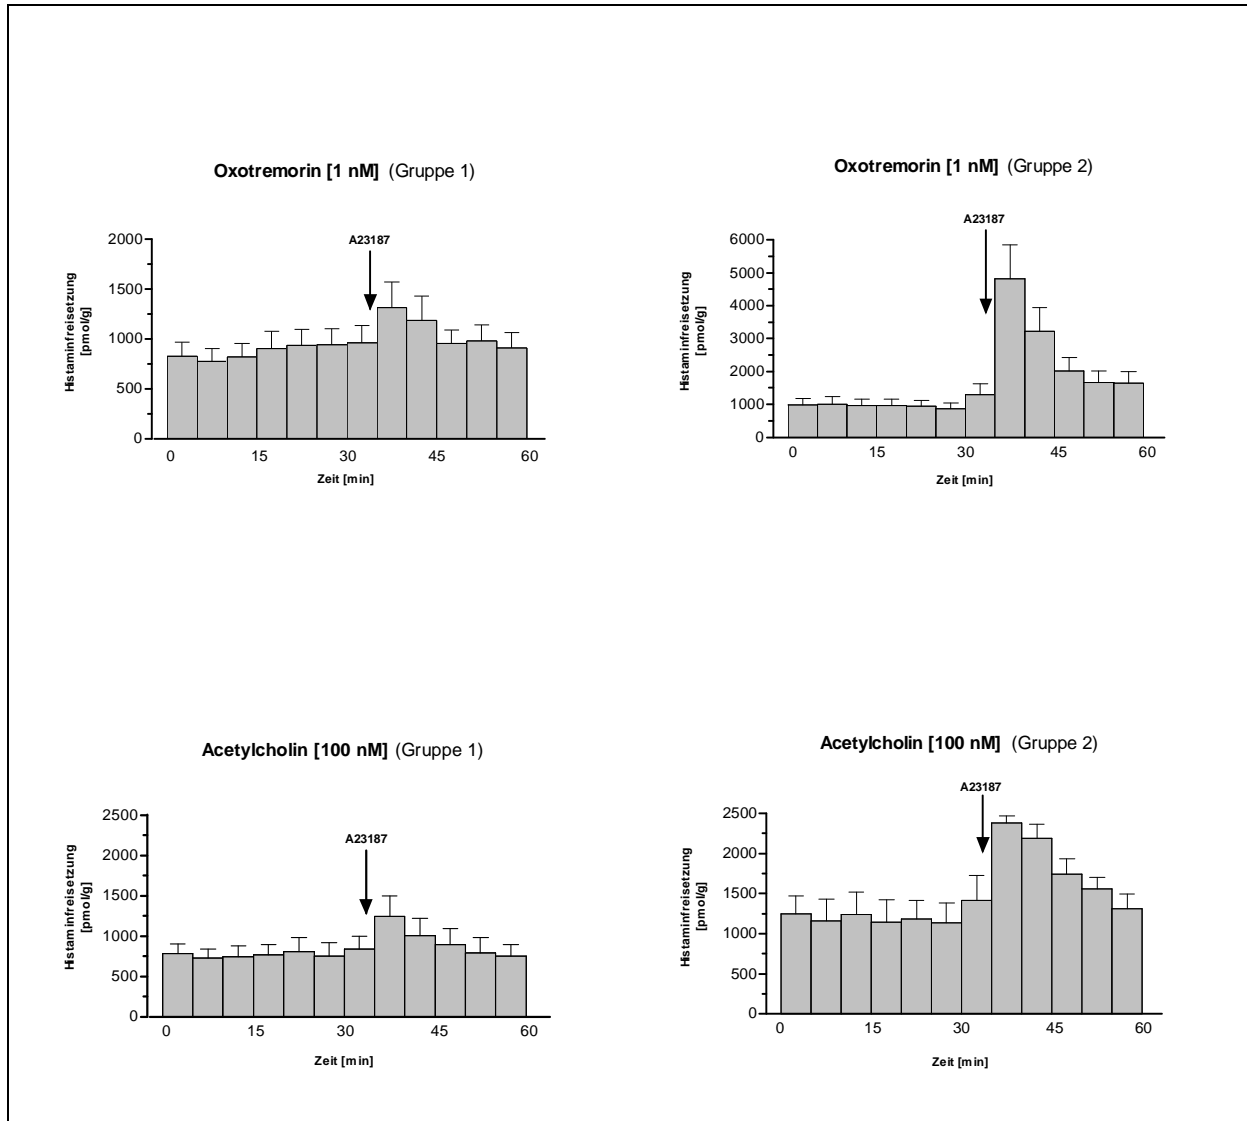 Oxotremorin [1 nM] (Gruppe 1)
A23187
2000
1500
1000
500
0
Histaminfreisetzung
[pmol/g]
0 15 30 45 60
Zeit [min]
Oxotremorin [1 nM] (Gruppe 2)
A23187
6000
5000
4000
3000
2000
1000
0
Histaminfreisetzung
[pmol/g]
0 15 30 45 60
Zeit [min]
Acetylcholin [100 nM] (Gruppe 1)
A23187
2500
2000
1500
1000
500
0
Histaminfreisetzung
[pmol/g]
0 15 30 45 60
Zeit [min]
Acetylcholin [100 nM] (Gruppe 2)
A23187
2500
2000
1500
1000
500
0
Histaminfreisetzung
[pmol/g]
0 15 30 45 60
Zeit [min]